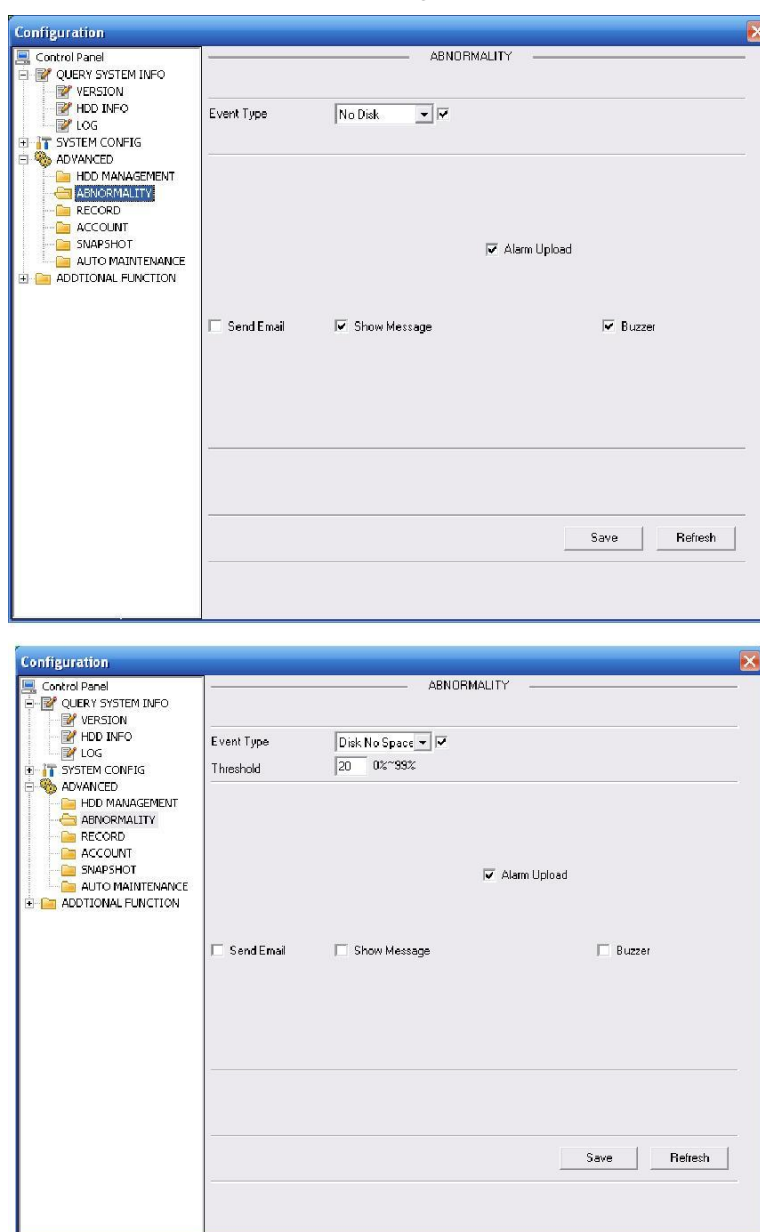 Configuration
Control Panel
QUERY SYSTEM INFO
VERSION
HDD INFO
LOG
SYSTEM CONFIG
ADVANCED
HDD MANAGEMENT
ABNORMALITY
RECORD
ACCOUNT
SNAPSHOT
AUTO MAINTENANCE
ADDTIONAL FUNCTION
ABNORMALITY
Event Type No Disk
Alarm Upload
Send Email Show Message Buzzer
Save Refresh
Configuration
Control Panel
QUERY SYSTEM INFO
VERSION
HDD INFO
LOG
SYSTEM CONFIG
ADVANCED
HDD MANAGEMENT
ABNORMALITY
RECORD
ACCOUNT
SNAPSHOT
AUTO MAINTENANCE
ADDTIONAL FUNCTION
ABNORMALITY
Event Type Disk No Space
Threshold 20 0%~99%
Alarm Upload
Send Email Show Message Buzzer
Save Refresh